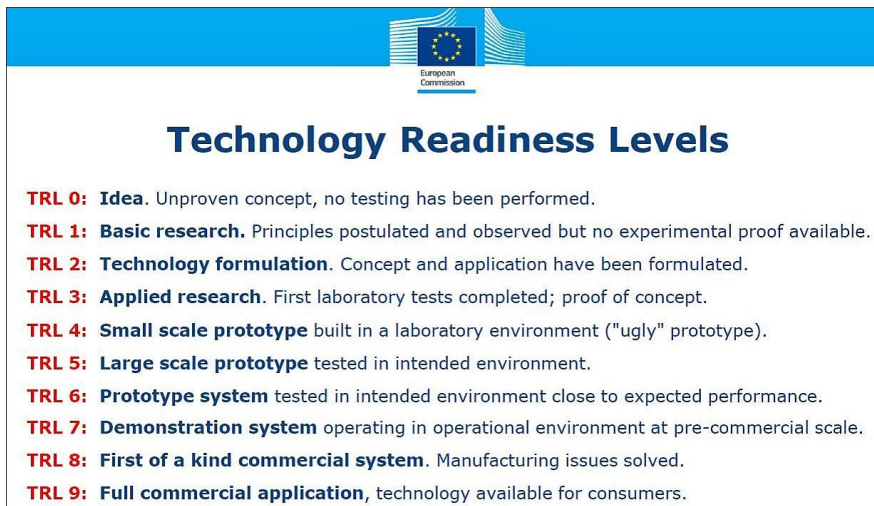 European
Commission
Technology Readiness Levels
TRL 0: Idea. Unproven concept, no testing has been performed.
TRL 1: Basic research. Principles postulated and observed but no experimental proof available.
TRL 2: Technology formulation. Concept and application have been formulated.
TRL 3: Applied research. First laboratory tests completed; proof of concept.
TRL 4: Small scale prototype built in a laboratory environment ("ugly" prototype).
TRL 5: Large scale prototype tested in intended environment.
TRL 6: Prototype system tested in intended environment close to expected performance.
TRL 7: Demonstration system operating in operational environment at pre-commercial scale.
TRL 8: First of a kind commercial system. Manufacturing issues solved.
TRL 9: Full commercial application, technology available for consumers.